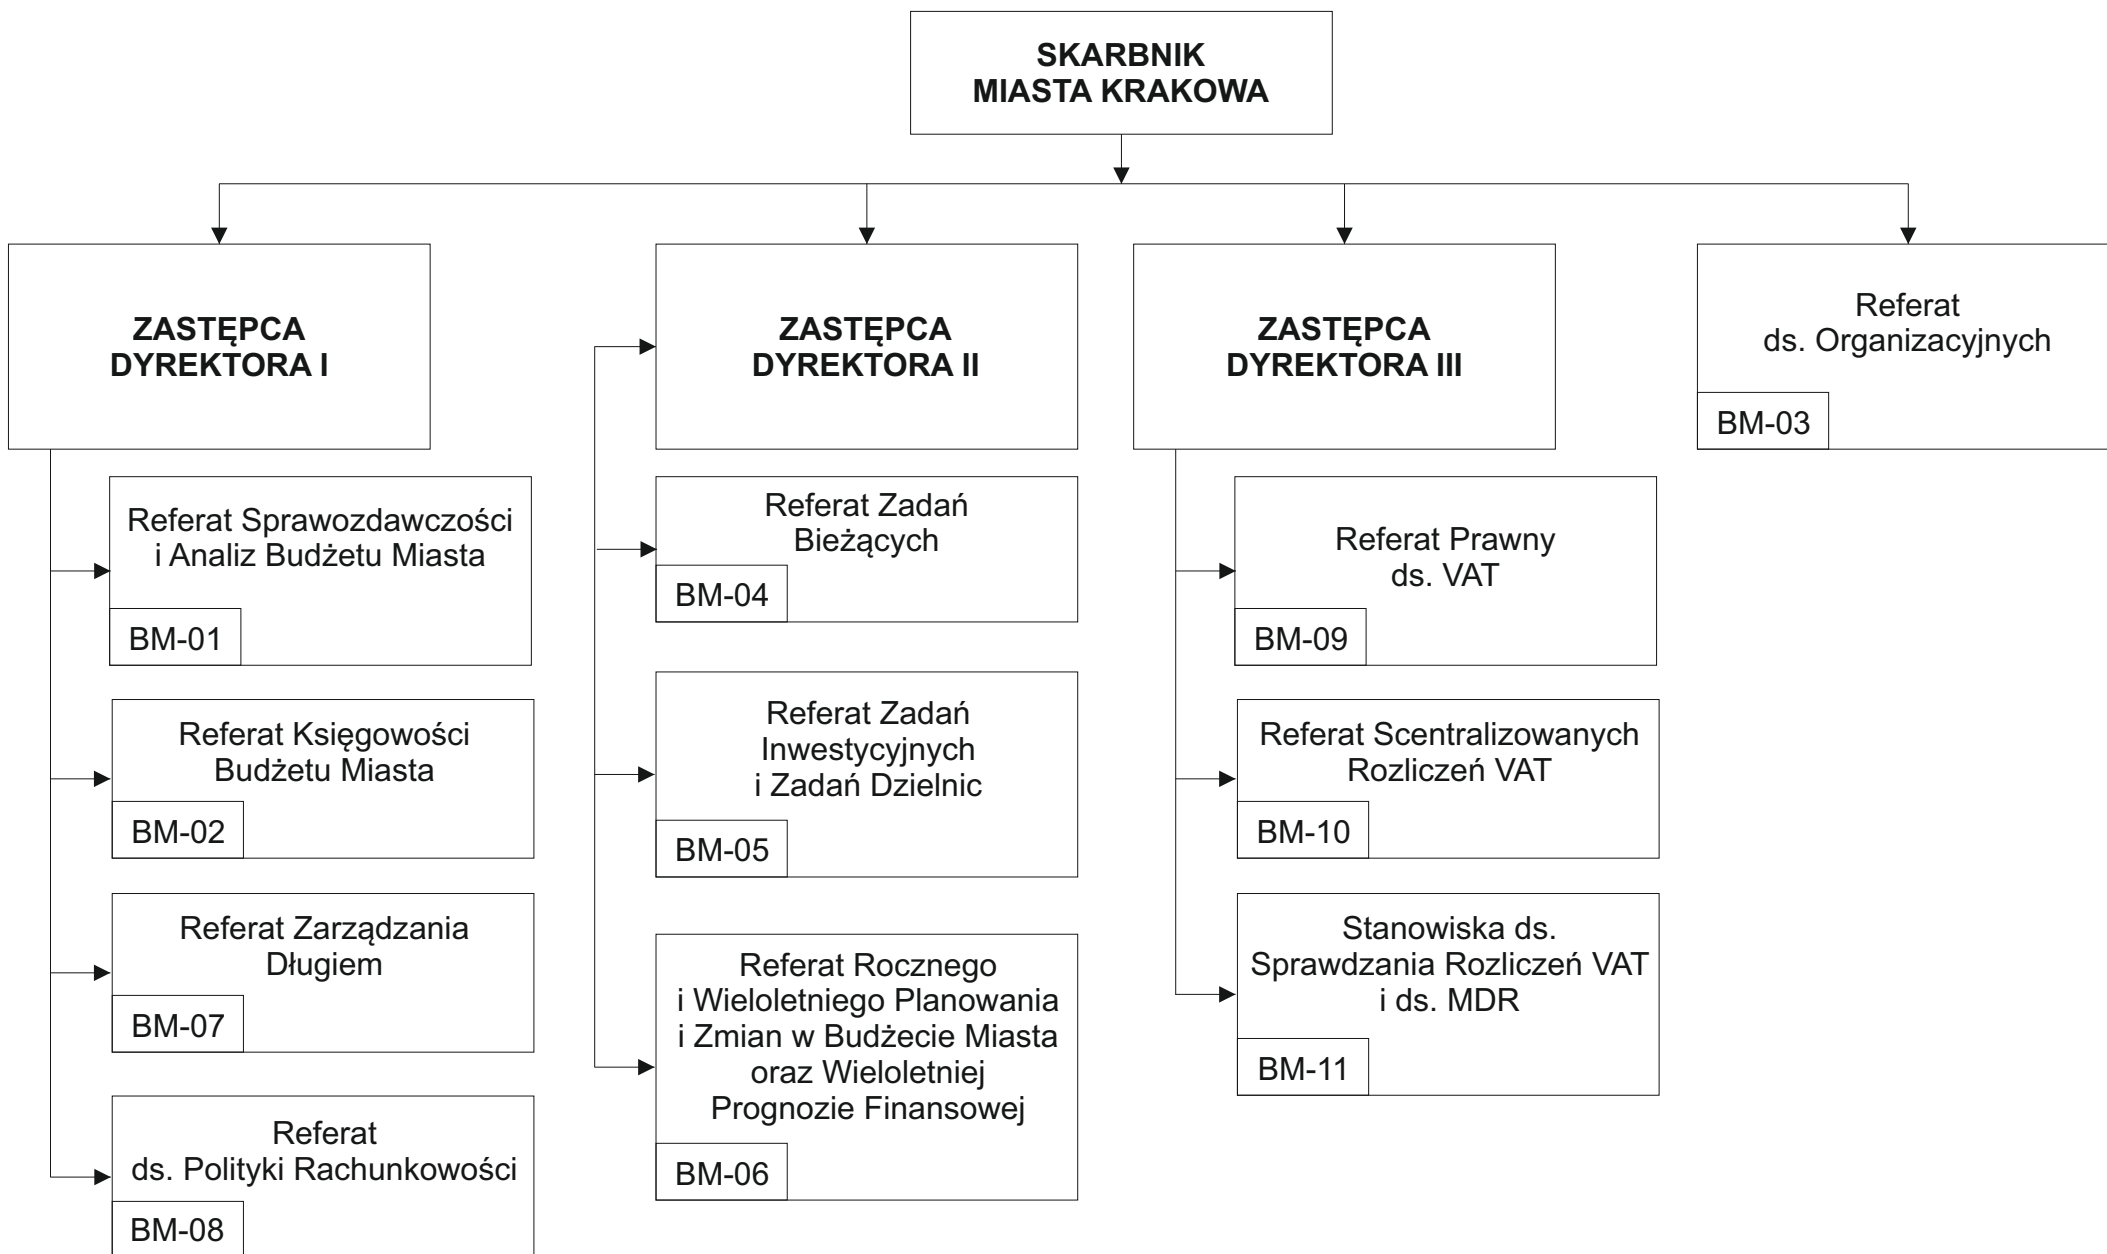 SKARBNIK
MIASTA KRAKOWA
ZASTĘPCA
DYREKTORA I
ZASTĘPCA
DYREKTORA II
ZASTĘPCA
DYREKTORA III
Referat
ds. Organizacyjnych
BM-03
Referat Sprawozdawczości
i Analiz Budżetu Miasta
BM-01
Referat Księgowości
Budżetu Miasta
BM-02
Referat Zarządzania
Długiem
BM-07
Referat
ds. Polityki Rachunkowości
BM-08
Referat Zadań
Bieżących
BM-04
Referat Zadań
Inwestycyjnych
i Zadań Dzielnic
BM-05
Referat Rocznego
i Wieloletniego Planowania
i Zmian w Budżecie Miasta
oraz Wieloletniej
Prognozie Finansowej
BM-06
Referat Prawny
ds. VAT
BM-09
Referat Scentralizowanych
Rozliczeń VAT
BM-10
Stanowiska ds.
Sprawdzania Rozliczeń VAT
i ds. MDR
BM-11